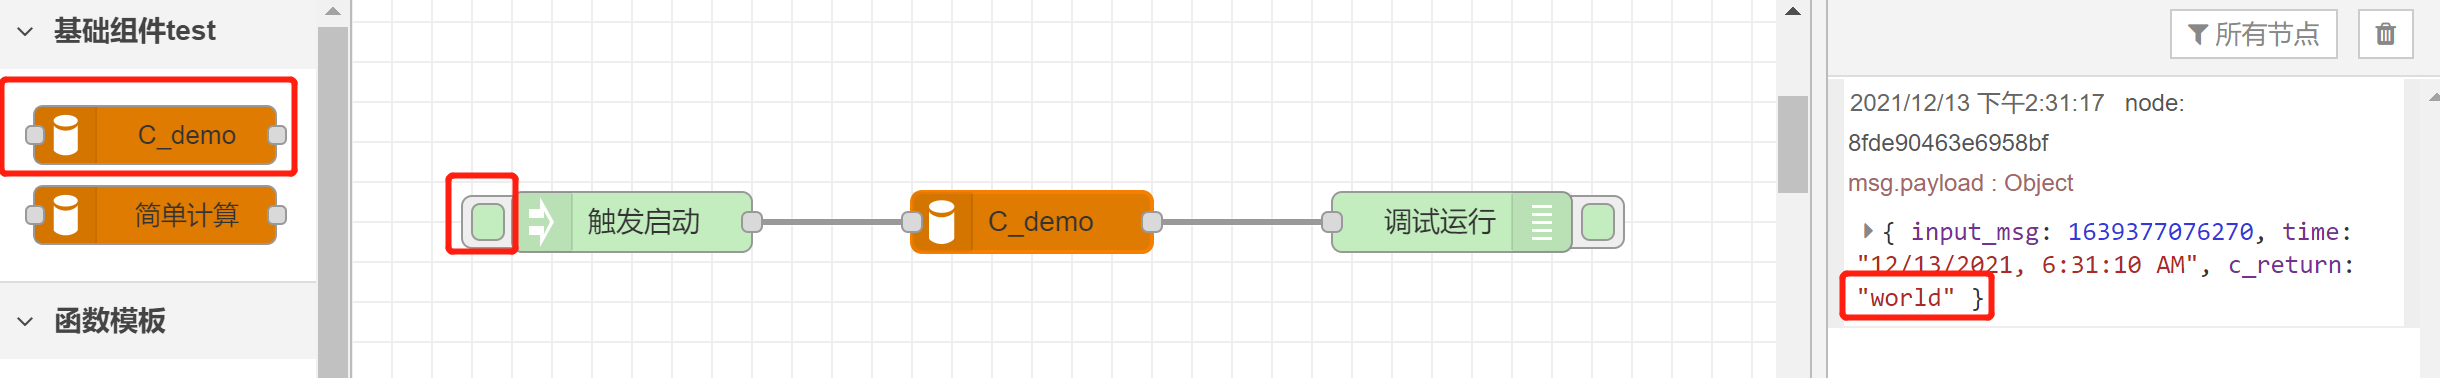 基础组件test
C_demo
简单计算
函数模板
触发启动
C_demo
调试运行
所有节点
2021/12/13 下午2:31:17 node:
8fde90463e6958bf
msg.payload : Object
{ input_msg: 1639377076270, time:
"12/13/2021, 6:31:10 AM", c_return:
"world" }